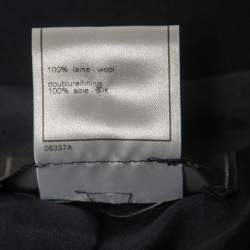 100% laine - wool
doublure/lining
100% soie - silk
06337A